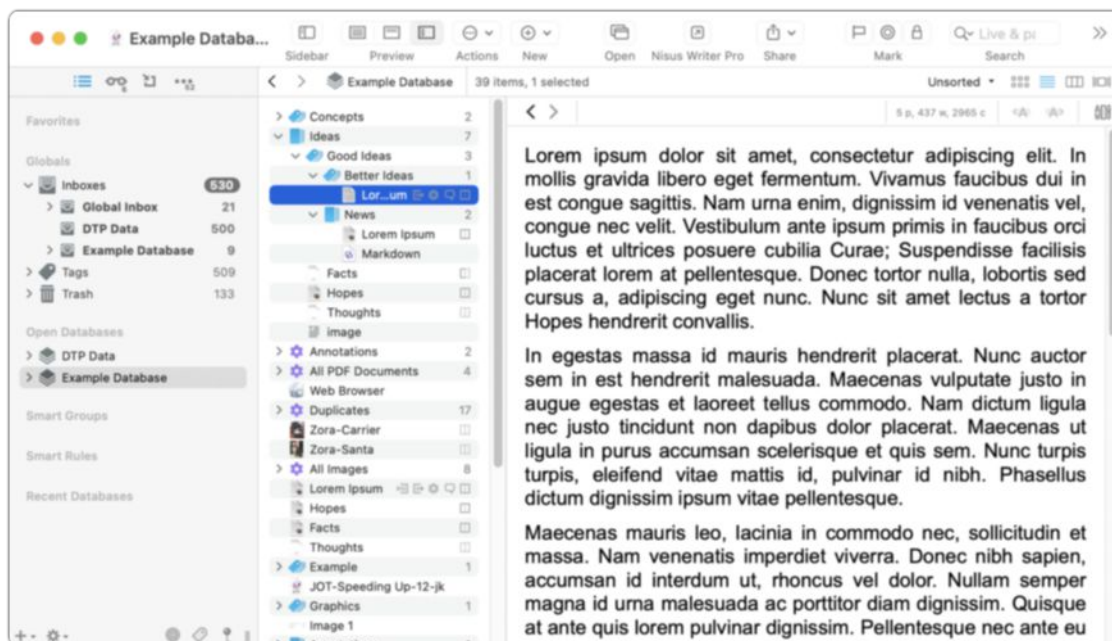 Example Databa...
Sidebar
Preview
Actions
New
Open
Nisus Writer Pro
Share
Mark
Live & p
Search
Example Database
39 items, 1 selected
Unsorted
Favorites
Globals
Inboxes 530
Global Inbox 21
DTP Data 500
Example Database 9
Tags 509
Trash 133
Open Databases
DTP Data
Example Database
Smart Groups
Smart Rules
Recent Databases
Concepts 2
Ideas 7
Good Ideas 3
Better Ideas 1
Lor...um
News 2
Lorem Ipsum
Markdown
Facts
Hopes
Thoughts
image
Annotations 2
All PDF Documents 4
Web Browser
Duplicates 17
Zora-Carrier
Zora-Santa
All Images 8
Lorem Ipsum
Hopes
Facts
Thoughts
Example 1
JOT-Speeding Up-12-jk
Graphics 1
Image 1
5 p, 437 w, 2965 c
Lorem ipsum dolor sit amet, consectetur adipiscing elit. In
mollis gravida libero eget fermentum. Vivamus faucibus dui in
est congue sagittis. Nam urna enim, dignissim id venenatis vel,
congue nec velit. Vestibulum ante ipsum primis in faucibus orci
luctus et ultrices posuere cubilia Curae; Suspendisse facilisis
placerat lorem at pellentesque. Donec tortor nulla, lobortis sed
cursus a, adipiscing eget nunc. Nunc sit amet lectus a tortor
Hopes hendrerit convallis.
In egestas massa id mauris hendrerit placerat. Nunc auctor
sem in est hendrerit malesuada. Maecenas vulputate justo in
augue egestas et laoreet tellus commodo. Nam dictum ligula
nec justo tincidunt non dapibus dolor placerat. Maecenas ut
ligula in purus accumsan scelerisque et quis sem. Nunc turpis
turpis, eleifend vitae mattis id, pulvinar id nibh. Phasellus
dictum dignissim ipsum vitae pellentesque.
Maecenas mauris leo, lacinia in commodo nec, sollicitudin et
massa. Nam venenatis imperdiet viverra. Donec nibh sapien,
accumsan id interdum ut, rhoncus vel dolor. Nullam semper
magna id urna malesuada ac porttitor diam dignissim. Quisque
at ante quis lorem pulvinar dignissim. Pellentesque nec ante eu